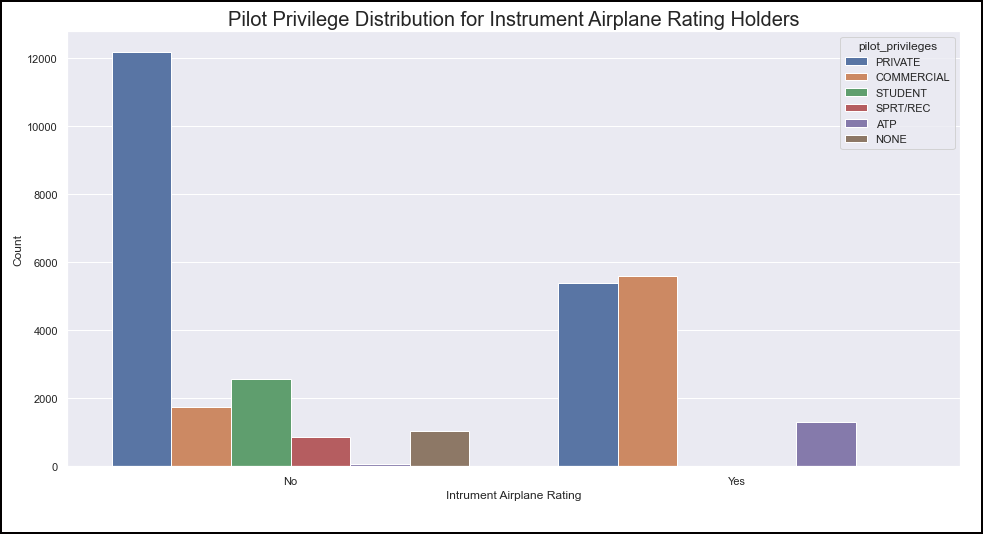 Pilot Privilege Distribution for Instrument Airplane Rating Holders
pilot_privileges
PRIVATE
COMMERCIAL
STUDENT
SPRT/REC
ATP
NONE
12000
10000
8000
6000
4000
2000
0
Count
No
Yes
Intrument Airplane Rating